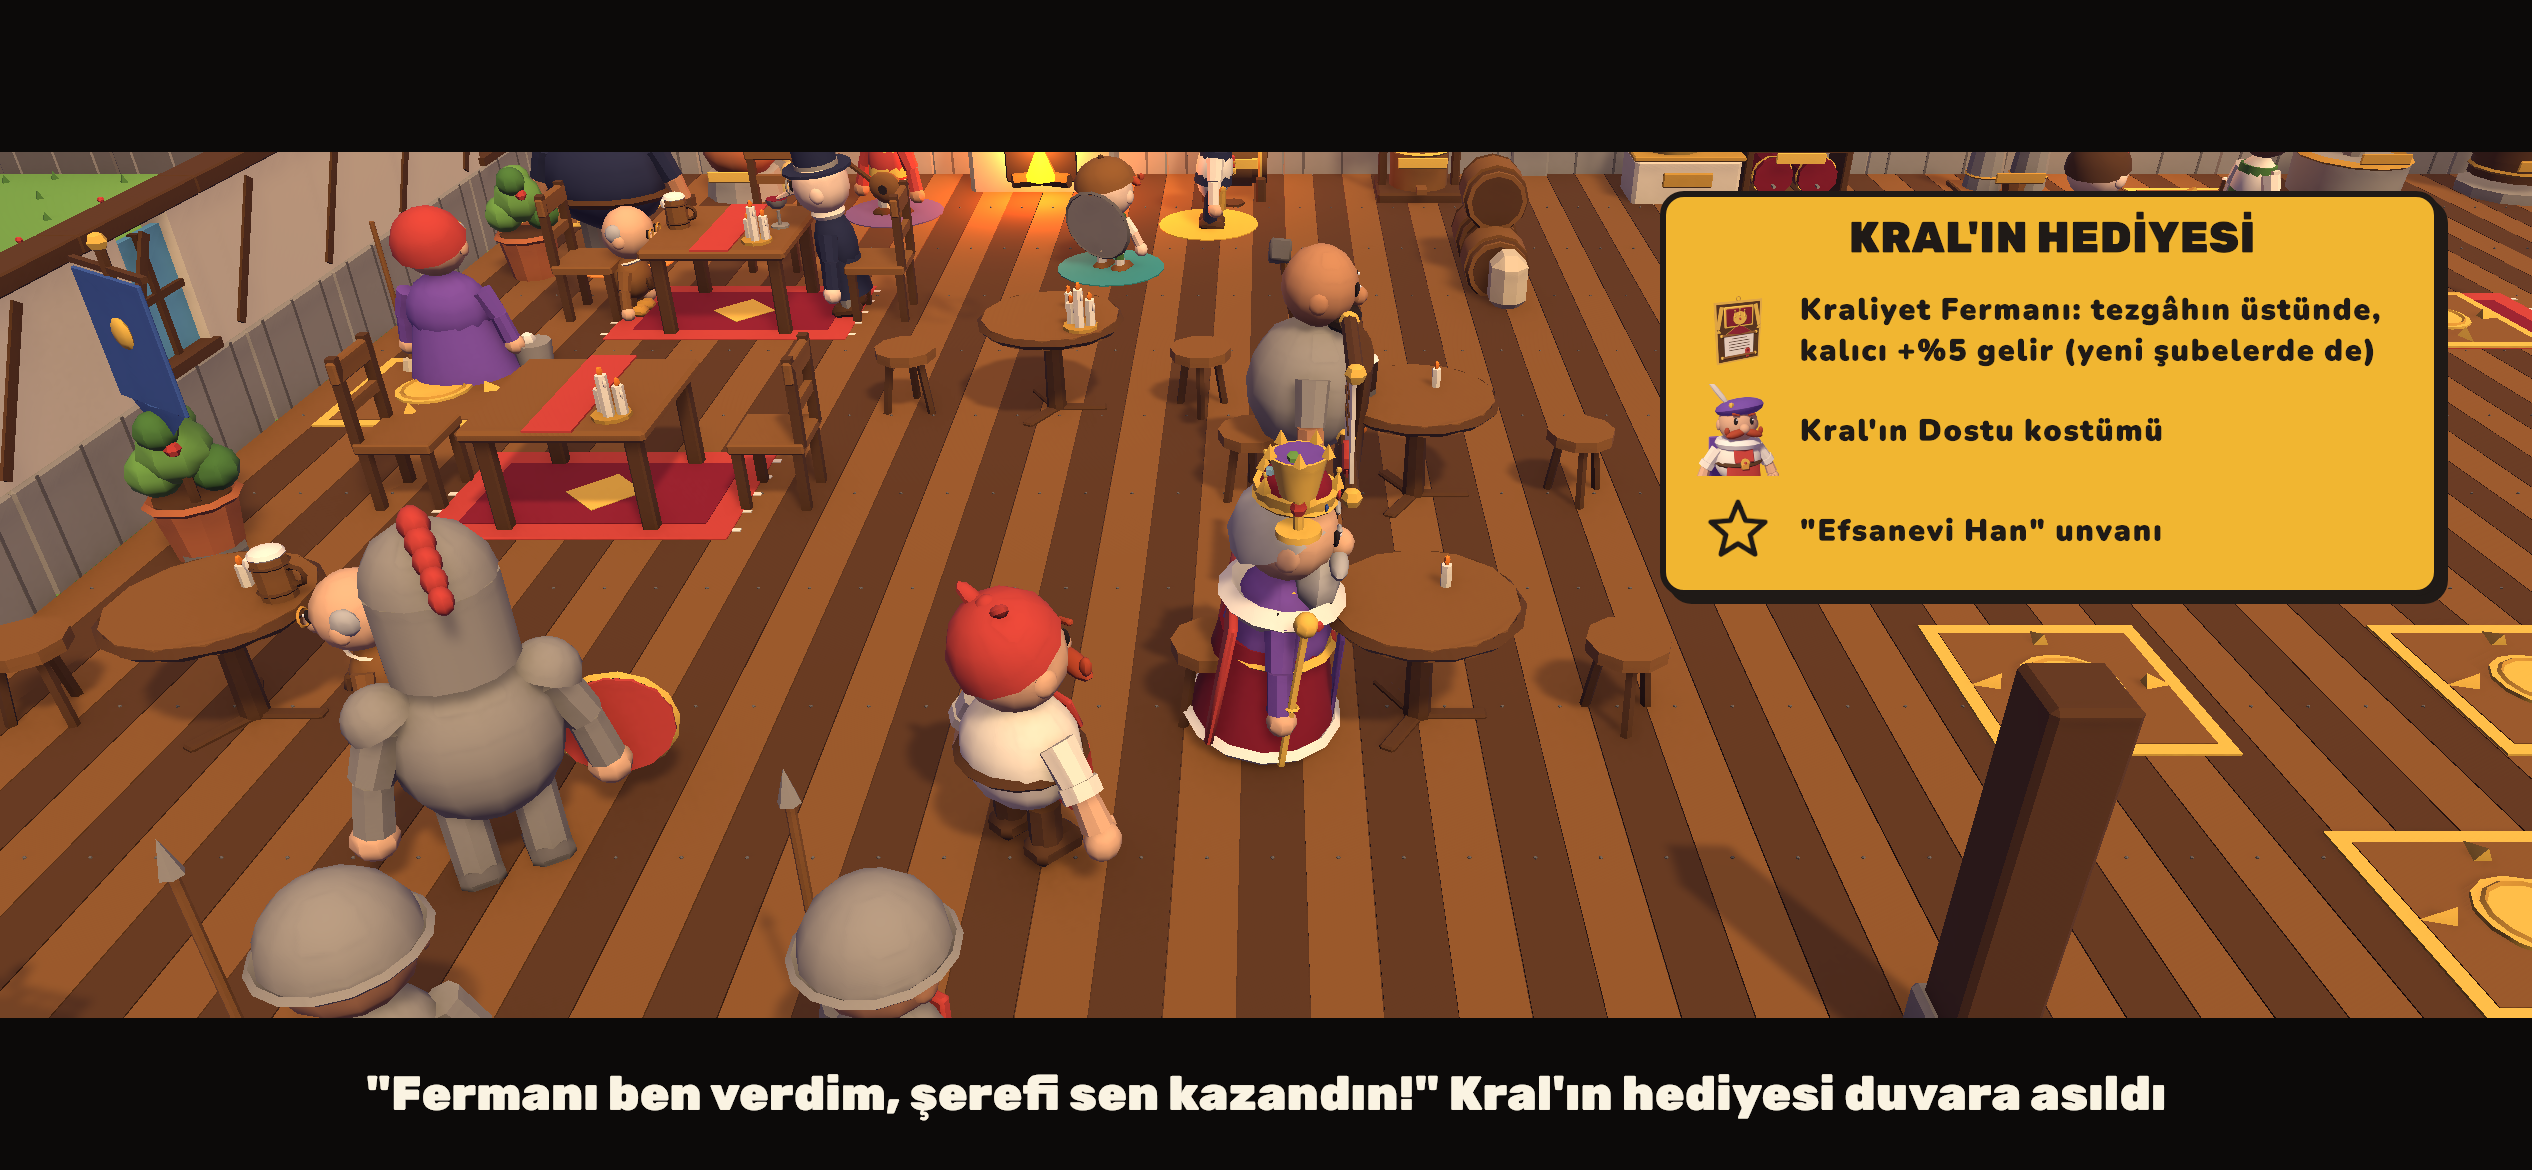 KRAL'IN HEDİYESİ
Kraliyet Fermanı: tezgâhın üstünde,
kalıcı +%5 gelir (yeni şubelerde de)
Kral'ın Dostu kostümü
"Efsanevi Han" unvanı
"Fermanı ben verdim, şerefi sen kazandın!" Kral'ın hediyesi duvara asıldı